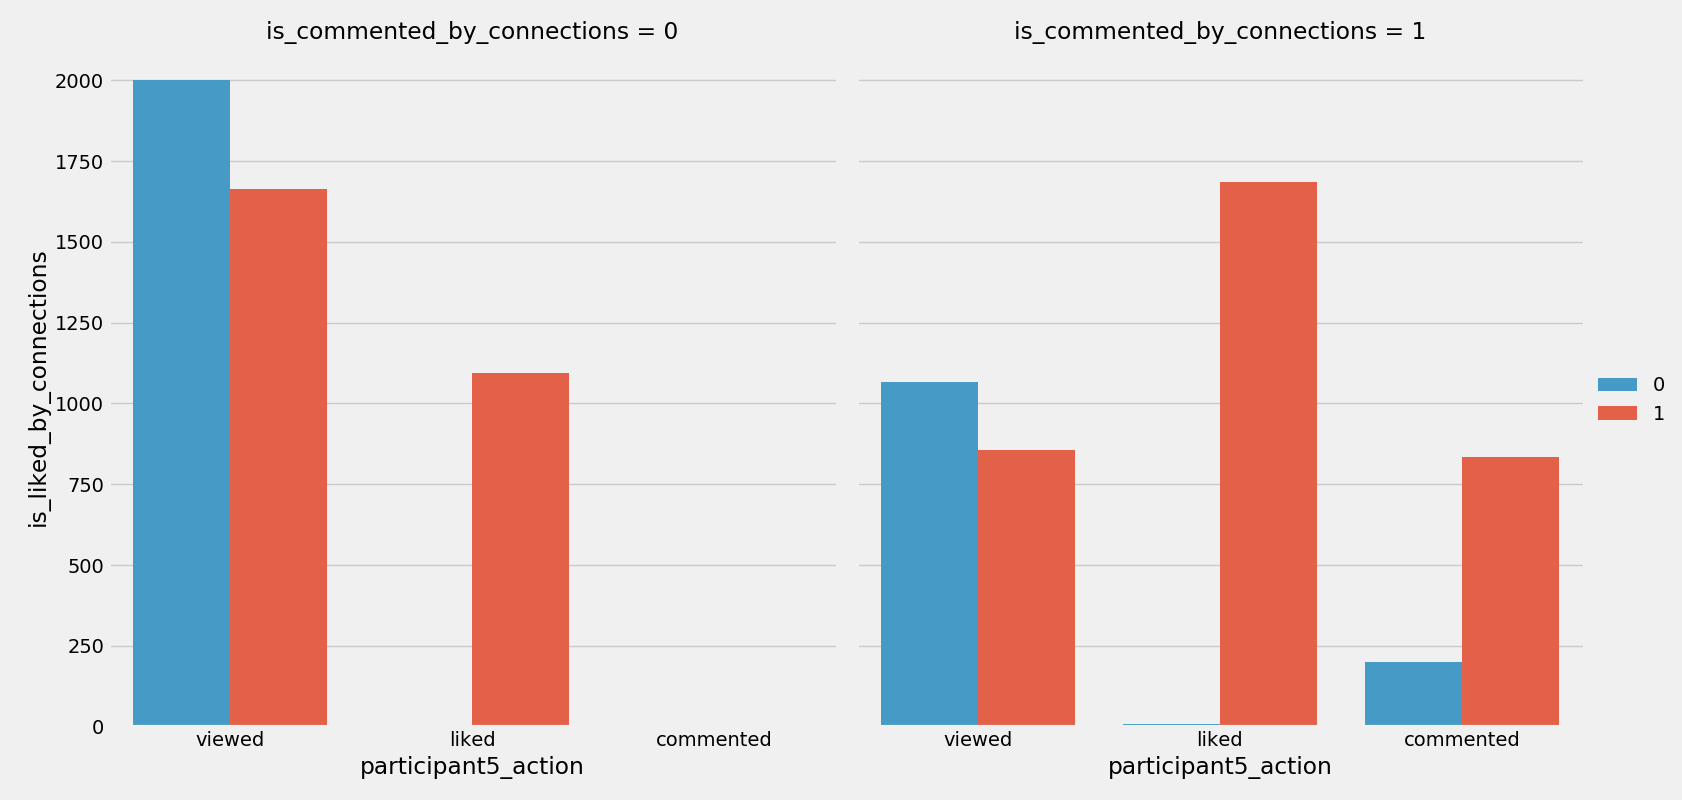 is_commented_by_connections = 0
is_commented_by_connections = 1
is_liked_by_connections
2000
1750
1500
1250
1000
750
500
250
0
viewed
liked
commented
participant5_action
viewed
liked
commented
participant5_action
0
1